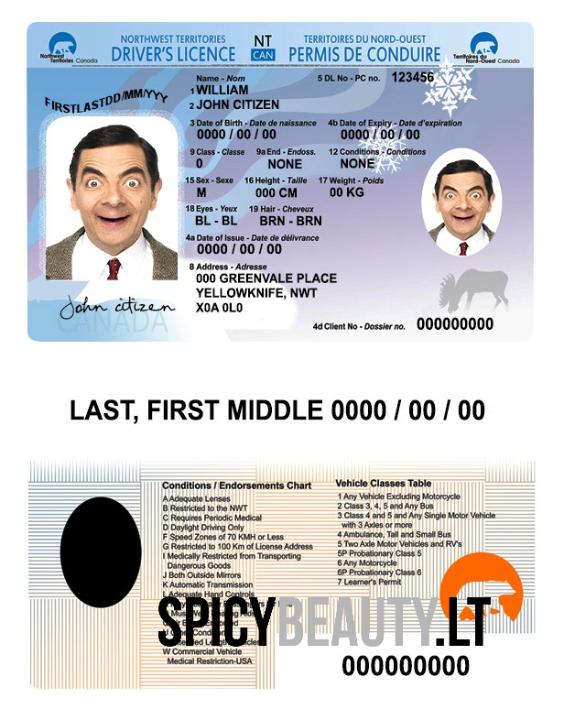 NORTHWEST TERRITORIES
DRIVER'S LICENCE
NT
CAN
TERRITOIRES DU NORD-OUEST
PERMIS DE CONDUIRE
Northwest
Territories Canada
Territoires du
Nord-Ouest Canada
FIRSTLASTDD/MM/YYY
Name - Nom
5 DL No - PC no. 123456
1 WILLIAM
2 JOHN CITIZEN
3 Date of Birth - Date de naissance
4b Date of Expiry - Date d'expiration
0000 / 00 / 00
0000 / 00 / 00
9 Class - Classe 9a End - Endoss. 12 Conditions - Conditions
0 NONE NONE
15 Sex - Sexe 16 Height - Taille 17 Weight - Poids
M 000 CM 00 KG
18 Eyes - Yeux 19 Hair - Cheveux
BL - BL BRN - BRN
4a Date of Issue - Date de délivrance
0000 / 00 / 00
8 Address - Adresse
000 GREENVALE PLACE
YELLOWKNIFE, NWT
X0A 0L0
John citizen
CANADA
4d Client No - Dossier no. 000000000
LAST, FIRST MIDDLE 0000 / 00 / 00
Conditions / Endorsements Chart
A Adequate Lenses
B Restricted to the NWT
C Requires Periodic Medical
D Daylight Driving Only
F Speed Zones of 70 KMH or Less
G Restricted to 100 Km of License Address
I Medically Restricted from Transporting
Dangerous Goods
J Both Outside Mirrors
K Automatic Transmission
L Adequate Hand Controls
W Commercial Vehicle
Medical Restriction-USA
Vehicle Classes Table
1 Any Vehicle Excluding Motorcycle
2 Class 3, 4, 5 and Any Bus
3 Class 4 and 5 and Any Single Motor Vehicle
with 3 Axles or more
4 Ambulance, Tall and Small Bus
5 Two Axle Motor Vehicles and RV's
5P Probationary Class 5
6 Any Motorcycle
6P Probationary Class 6
7 Learner's Permit
SPICYBEAUTY.LT
000000000